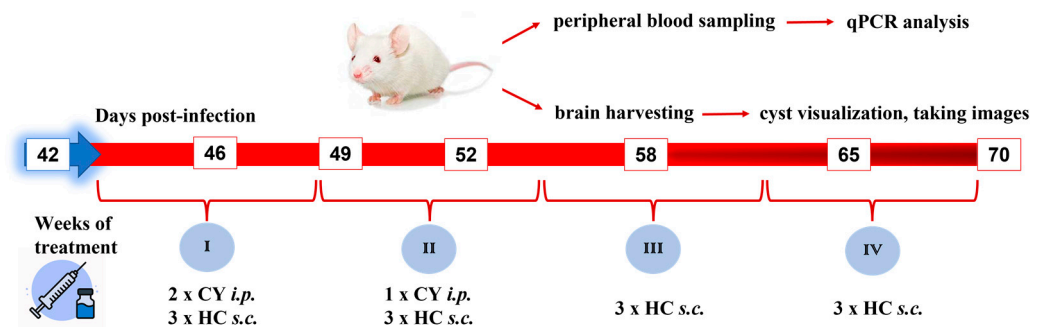 peripheral blood sampling
qPCR analysis
brain harvesting
cyst visualization, taking images
Days post-infection
42
46
49
52
58
65
70
Weeks of
treatment
I
II
III
IV
2 x CY i.p.
3 x HC s.c.
1 x CY i.p.
3 x HC s.c.
3 x HC s.c.
3 x HC s.c.